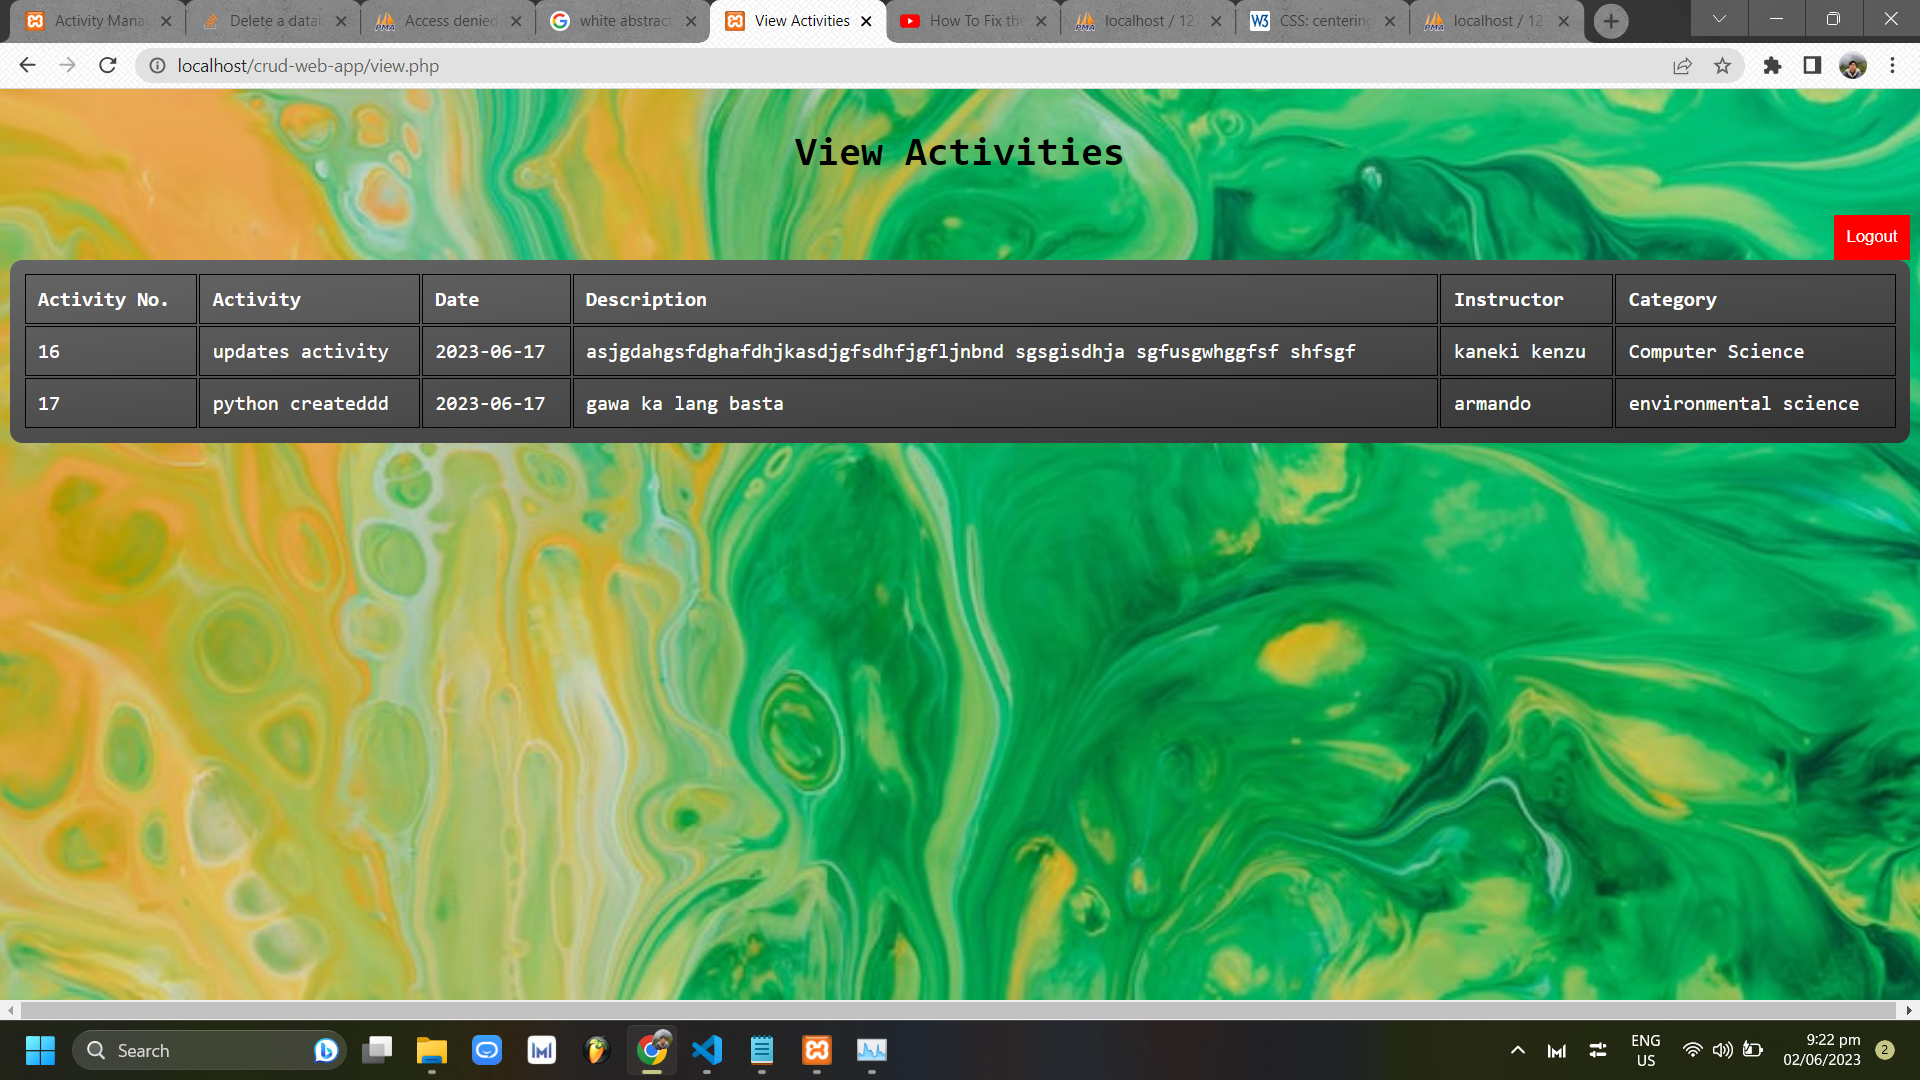 Activity Mana
Delete a datal
Access denied
white abstract
View Activities
How To Fix the
localhost / 12
CSS: centering
localhost / 12
localhost/crud-web-app/view.php
View Activities
Logout
Activity No. Activity Date Description Instructor Category
16 updates activity 2023-06-17 asjgdahgsfdghafdhjkasdjgfsdhfjgfljnbnd sgsgisdhja sgfusgwhggfsf shfsgf kaneki kenzu Computer Science
17 python createddd 2023-06-17 gawa ka lang basta armando environmental science
Search
ENG
US
9:22 pm
02/06/2023
2